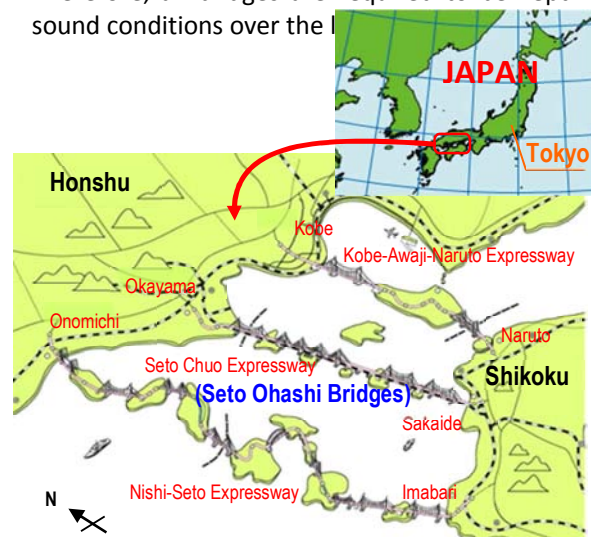 sound conditions over the l
JAPAN
Tokyo
Honshu
Kobe
Kobe-Awaji-Naruto Expressway
Okayama
Onomichi
Naruto
Seto Chuo Expressway
Shikoku
(Seto Ohashi Bridges)
Sakaide
Nishi-Seto Expressway
Imabari
N